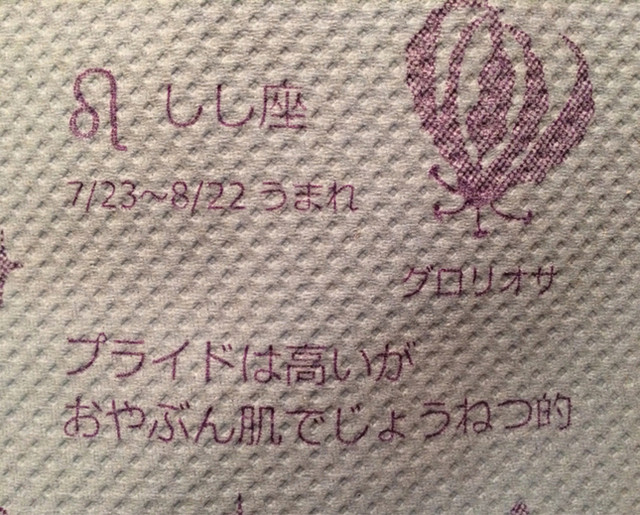 ♌ しし座
7/23〜8/22 うまれ
グロリオサ
プライドは高いが
おやぶん肌でじょうねつ的